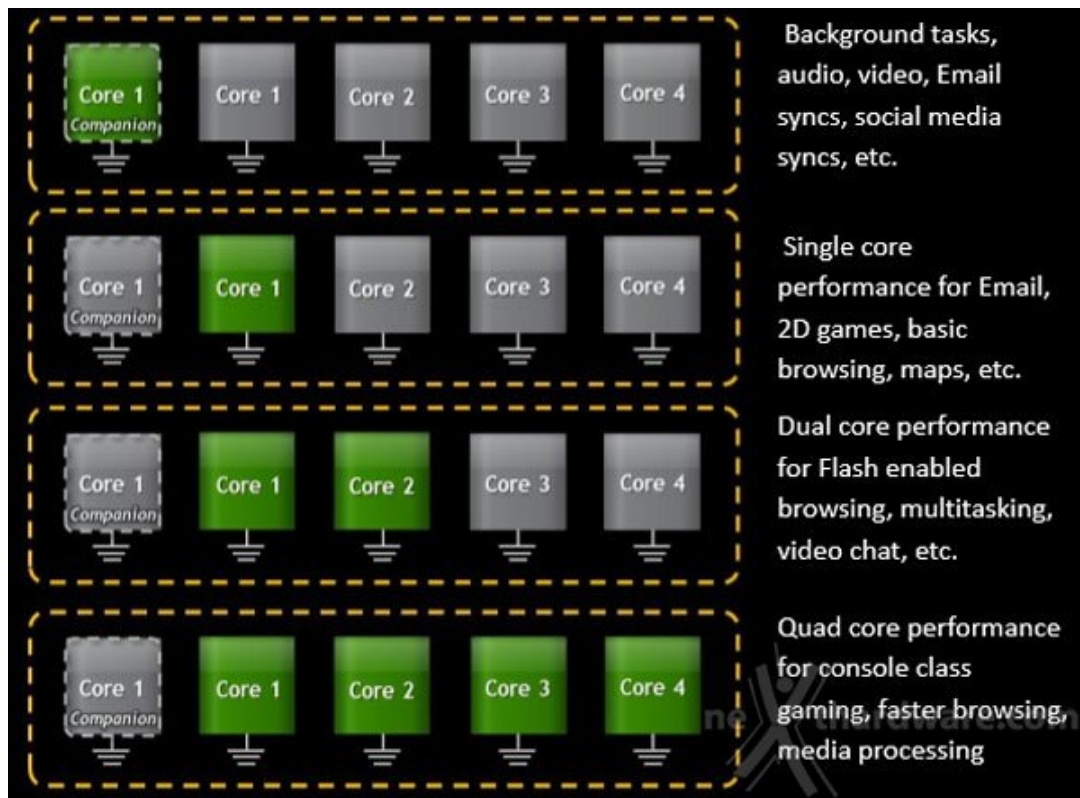 Core 1
Companion
Core 1
Core 2
Core 3
Core 4
Background tasks,
audio, video, Email
syncs, social media
syncs, etc.
Core 1
Companion
Core 1
Core 2
Core 3
Core 4
Single core
performance for Email,
2D games, basic
browsing, maps, etc.
Core 1
Companion
Core 1
Core 2
Core 3
Core 4
Dual core performance
for Flash enabled
browsing, multitasking,
video chat, etc.
Core 1
Companion
Core 1
Core 2
Core 3
Core 4
Quad core performance
for console class
gaming, faster browsing,
media processing
nexthardware.com